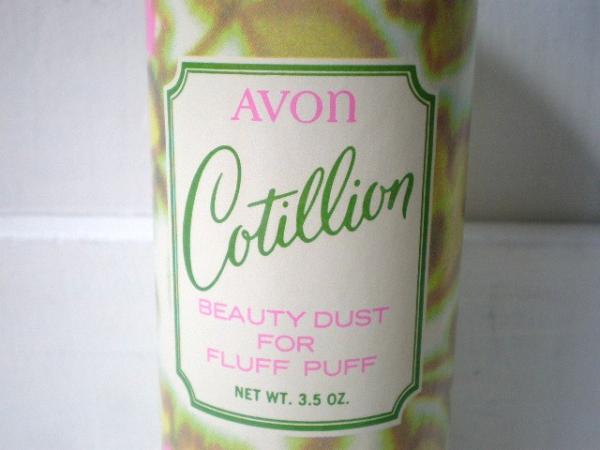 AVON
Cotillion
BEAUTY DUST
FOR
FLUFF PUFF
NET WT. 3.5 OZ.